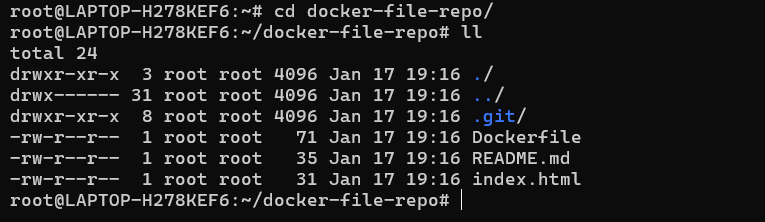 root@LAPTOP-H278KEF6:~# cd docker-file-repo/
root@LAPTOP-H278KEF6:~/docker-file-repo# ll
total 24
drwxr-xr-x  3 root root 4096 Jan 17 19:16 ./
drwx------ 31 root root 4096 Jan 17 19:16 ../
drwxr-xr-x  8 root root 4096 Jan 17 19:16 .git/
-rw-r--r--  1 root root   71 Jan 17 19:16 Dockerfile
-rw-r--r--  1 root root   35 Jan 17 19:16 README.md
-rw-r--r--  1 root root   31 Jan 17 19:16 index.html
root@LAPTOP-H278KEF6:~/docker-file-repo#